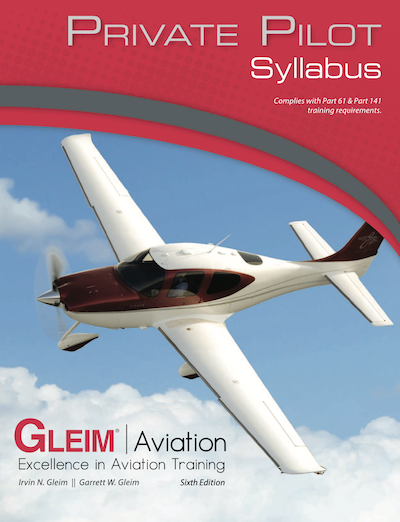 PRIVATE PILOT
Syllabus
Complies with Part 61 & Part 141
training requirements.
GLEIM® | Aviation
Excellence in Aviation Training
Irvin N. Gleim || Garrett W. Gleim Sixth Edition